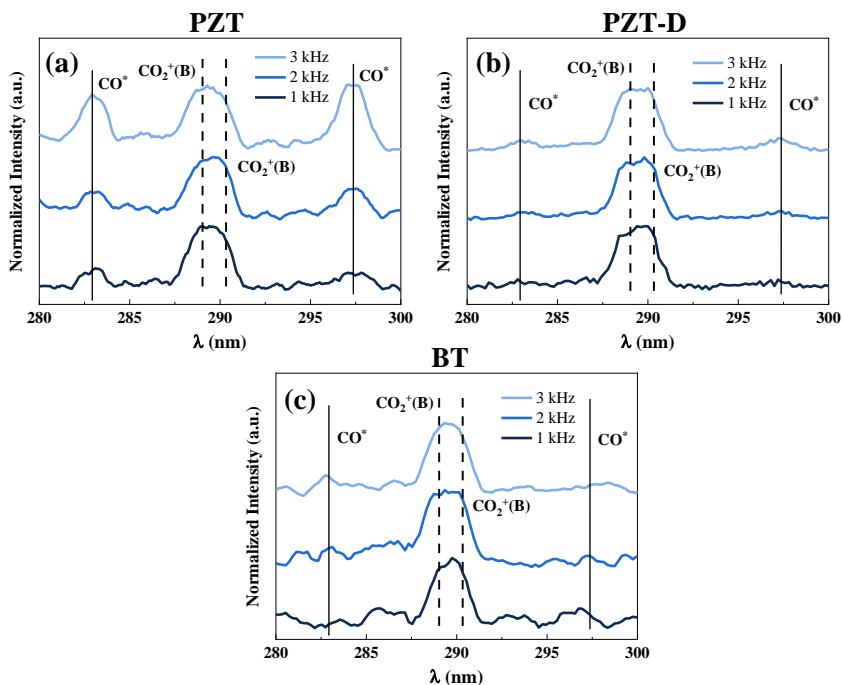 PZT
(a)
CO₂⁺(B)
3 kHz
2 kHz
1 kHz
CO*
CO*
CO₂⁺(B)
Normalized Intensity (a.u.)
280 285 290 295 300
λ (nm)
PZT-D
(b)
CO₂⁺(B)
3 kHz
2 kHz
1 kHz
CO*
CO*
CO₂⁺(B)
Normalized Intensity (a.u.)
280 285 290 295 300
λ (nm)
BT
(c)
CO₂⁺(B)
3 kHz
2 kHz
1 kHz
CO*
CO*
CO₂⁺(B)
Normalized Intensity (a.u.)
280 285 290 295 300
λ (nm)